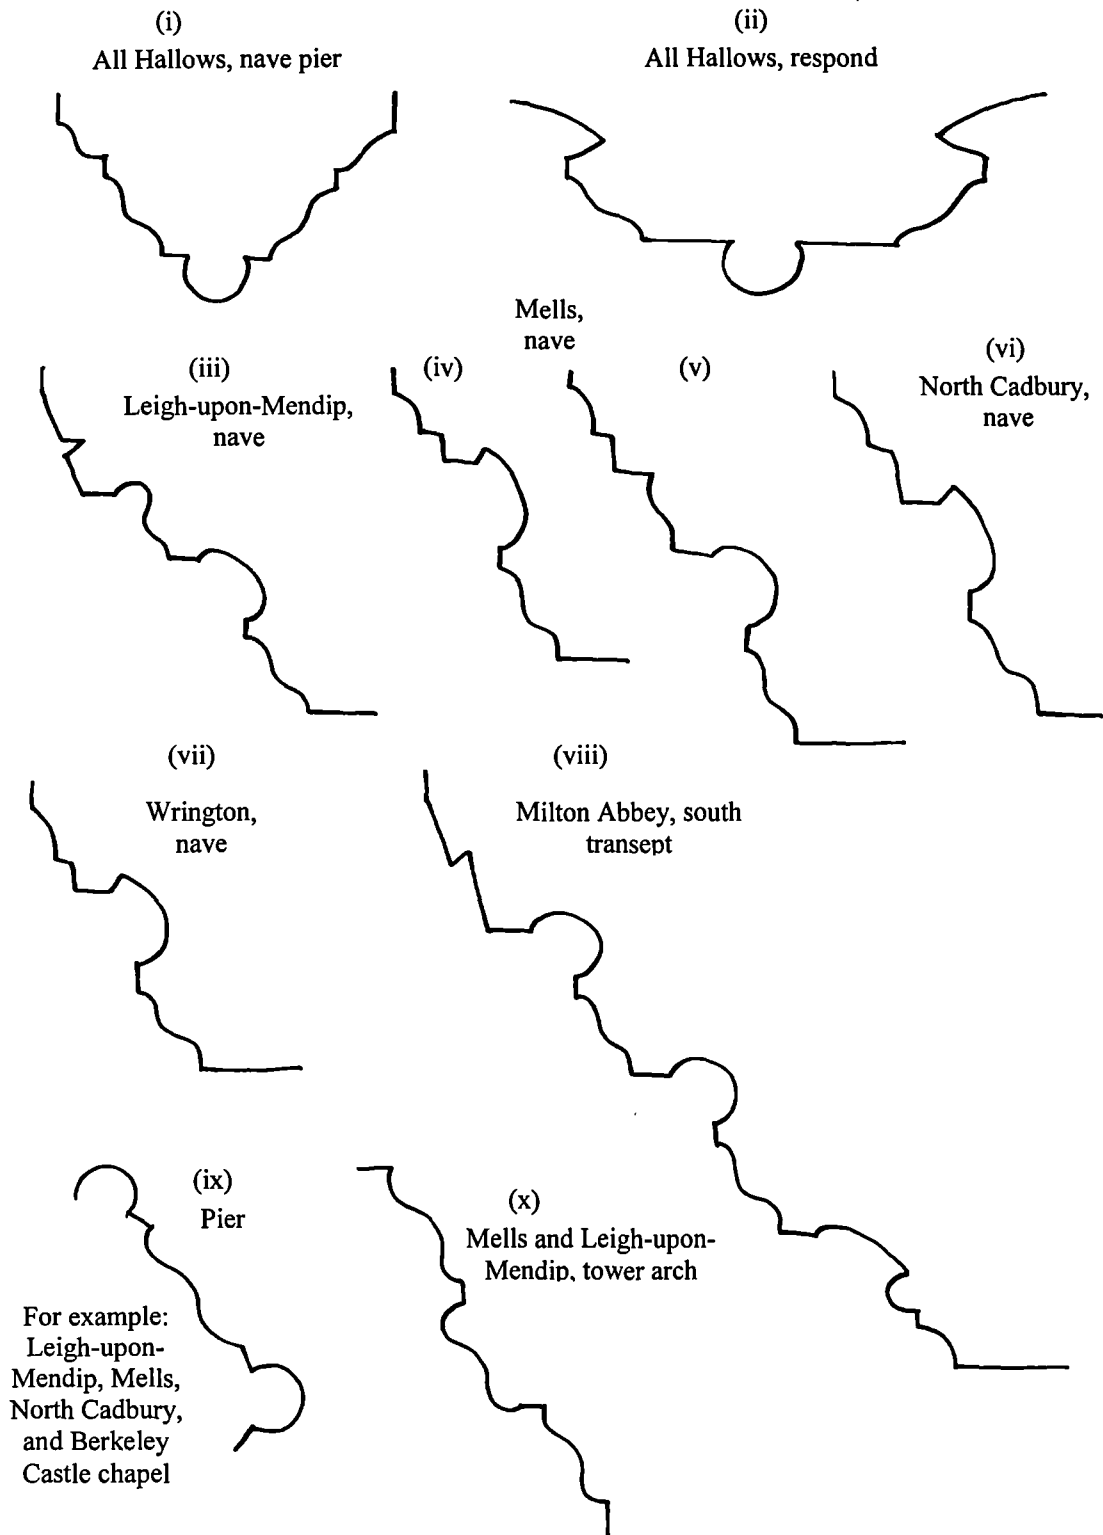 (i)
All Hallows, nave pier
(ii)
All Hallows, respond
(iii)
Leigh-upon-Mendip,
nave
Mells,
nave
(iv)
(v)
(vi)
North Cadbury,
nave
(vii)
Wrington,
nave
(viii)
Milton Abbey, south
transept
(ix)
Pier
For example:
Leigh-upon-
Mendip, Mells,
North Cadbury,
and Berkeley
Castle chapel
(x)
Mells and Leigh-upon-
Mendip, tower arch